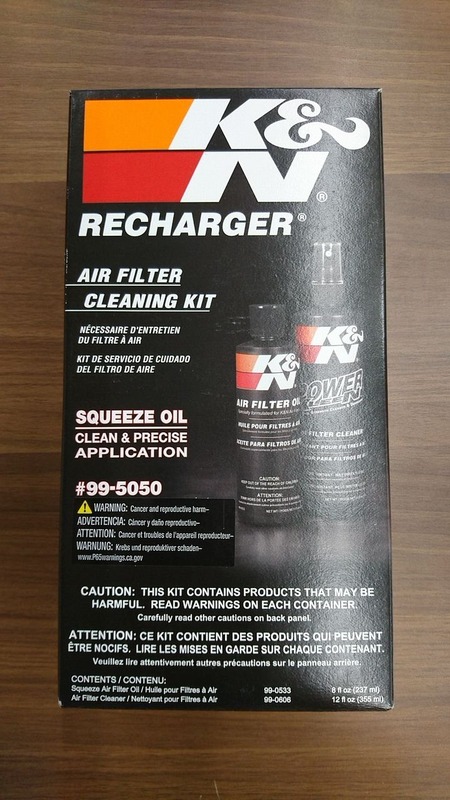 K&N®
RECHARGER®
AIR FILTER
CLEANING KIT
NÉCESSAIRE D'ENTRETIEN
DU FILTRE À AIR
KIT DE SERVICIO DE CUIDADO
DEL FILTRO DE AIRE
SQUEEZE OIL
CLEAN & PRECISE
APPLICATION
#99-5050
K&N
AIR FILTER OIL
HUILE POUR FILTRES À AIR
ACEITE PARA FILTROS DE
CAUTION:
ATTENTION:
K&N
POWER
FILTER CLEANER
WARNING: Cancer and reproductive harm–
ADVERTENCIA: Cáncer y daño reproductivo–
ATTENTION: Cancer et troubles de l'appareil reproducteur–
WARNUNG: Krebs und reproduktiver schaden–
www.P65warnings.ca.gov
CAUTION: THIS KIT CONTAINS PRODUCTS THAT MAY BE
HARMFUL. READ WARNINGS ON EACH CONTAINER.
Carefully read other cautions on back panel.
ATTENTION: CE KIT CONTIENT DES PRODUITS QUI PEUVENT
ÊTRE NOCIFS. LIRE LES MISES EN GARDE SUR CHAQUE CONTENANT.
Veuillez lire attentivement autres précautions sur le panneau arrière.
CONTENTS / CONTENU:
Squeeze Air Filter Oil / Huile pour Filtres à Air 99-0533 8 fl oz (237 ml)
Air Filter Cleaner / Nettoyant pour Filtres à Air 99-0606 12 fl oz (355 ml)